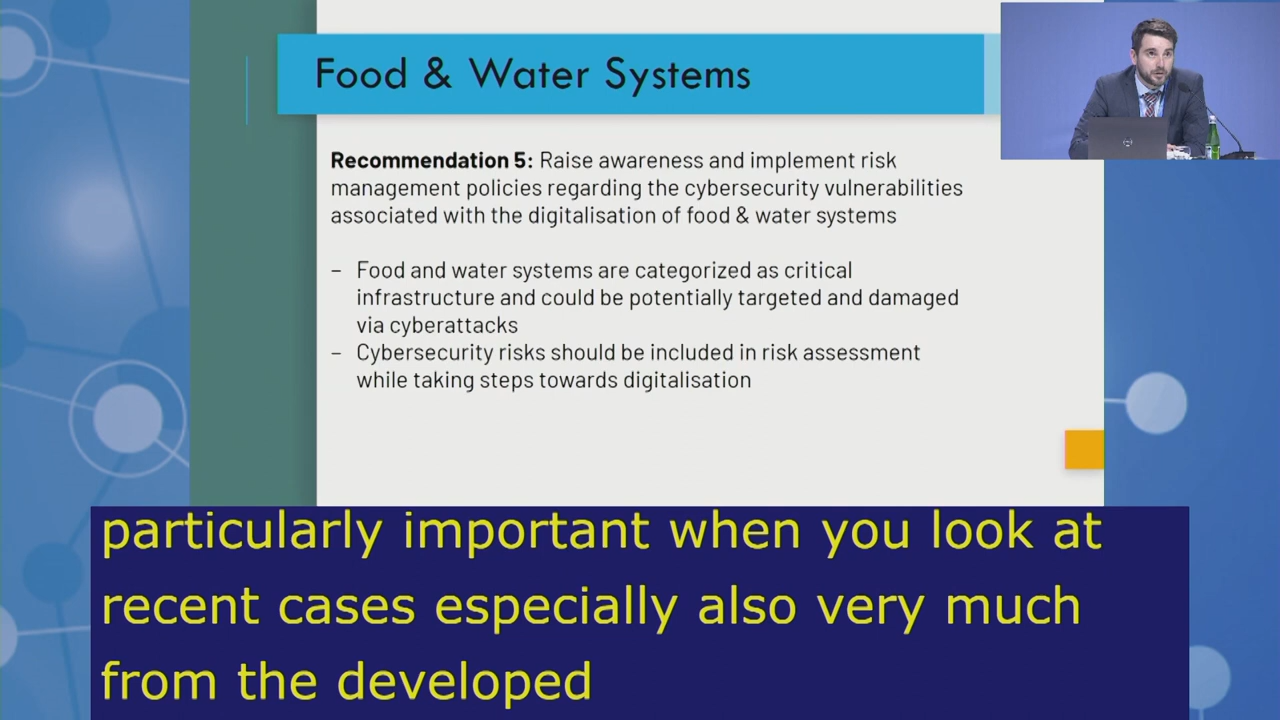 Food & Water Systems
Recommendation 5: Raise awareness and implement risk
management policies regarding the cybersecurity vulnerabilities
associated with the digitalisation of food & water systems
– Food and water systems are categorized as critical
infrastructure and could be potentially targeted and damaged
via cyberattacks
– Cybersecurity risks should be included in risk assessment
while taking steps towards digitalisation
particularly important when you look at
recent cases especially also very much
from the developed